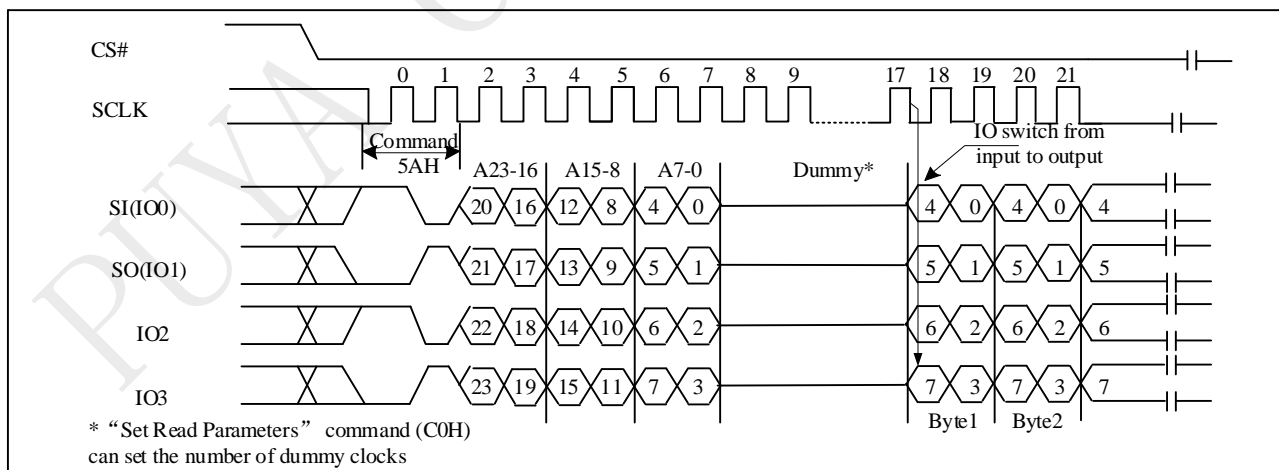 PUYA
CS#
0 1 2 3 4 5 6 7 8 9 17 18 19 20 21
SCLK
Command
5AH
IO switch from
input to output
A23-16 A15-8 A7-0 Dummy*
SI(IO0) 20 16 12 8 4 0 4 0 4 0 4
SO(IO1) 21 17 13 9 5 1 5 1 5 1 5
IO2 22 18 14 10 6 2 6 2 6 2 6
IO3 23 19 15 11 7 3 7 3 7 3 7
Byte1 Byte2
* “Set Read Parameters” command (C0H)
can set the number of dummy clocks